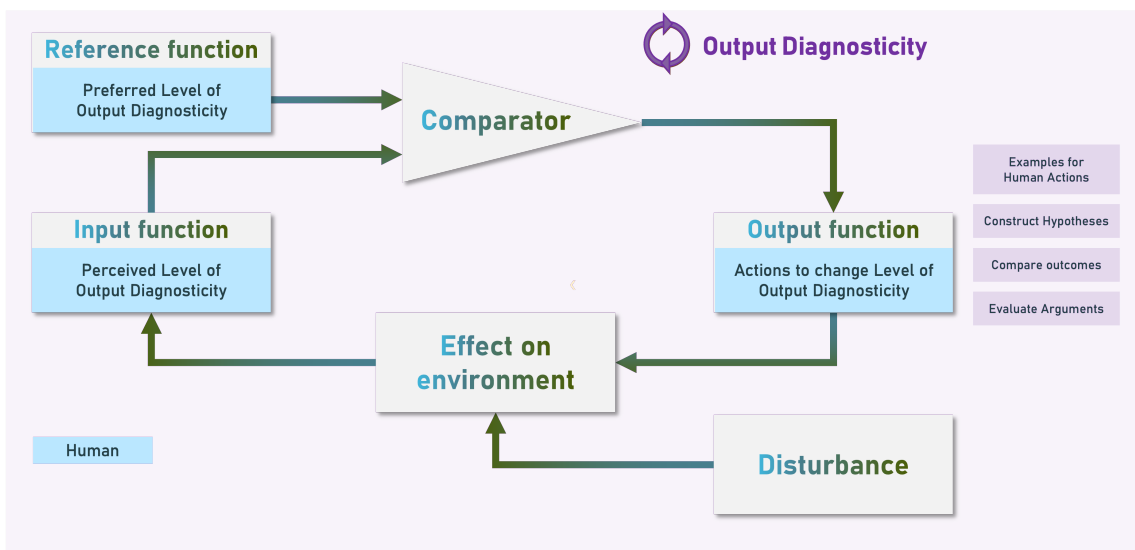 Output Diagnosticity
Reference function
Preferred Level of
Output Diagnosticity
Comparator
Examples for
Human Actions
Construct Hypotheses
Compare outcomes
Evaluate Arguments
Input function
Perceived Level of
Output Diagnosticity
Output function
Actions to change Level of
Output Diagnosticity
Effect on
environment
Human
Disturbance